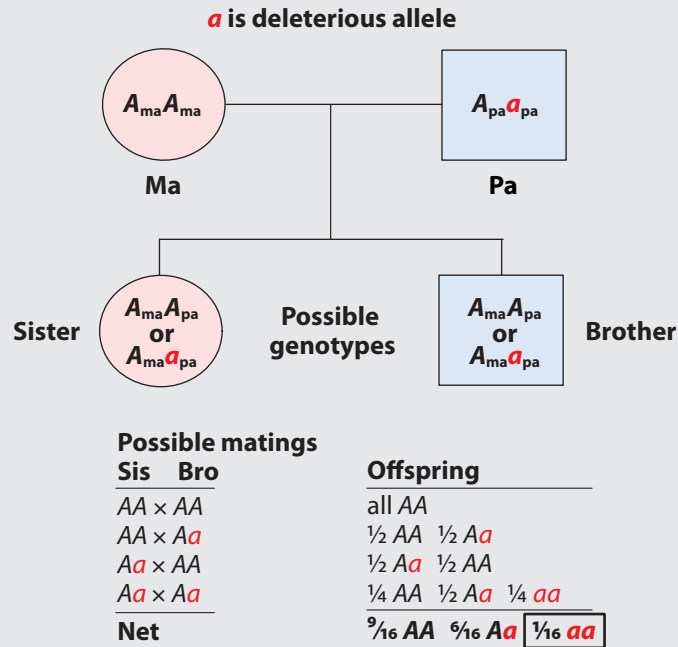 a is deleterious allele
AₘₐAₘₐ
Aₚₐaₚₐ
Ma
Pa
Sister
AₘₐAₚₐ
or
Aₘₐaₚₐ
Possible
genotypes
AₘₐAₚₐ
or
Aₘₐaₚₐ
Brother
Possible matings
Sis Bro
Offspring
AA × AA
all AA
AA × Aa
½ AA ½ Aa
Aa × AA
½ Aa ½ AA
Aa × Aa
¼ AA ½ Aa ¼ aa
Net
⁹⁄₁₆ AA ⁶⁄₁₆ Aa ¹⁄₁₆ aa